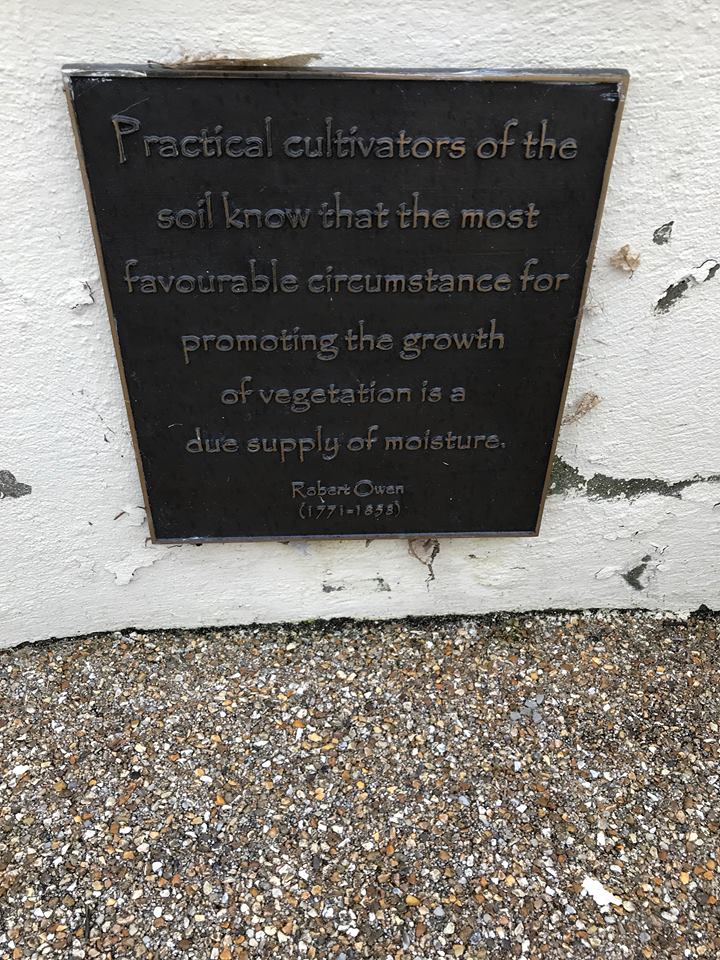 Practical cultivators of the
soil know that the most
favourable circumstance for
promoting the growth
of vegetation is a
due supply of moisture.
Robert Owen
(1771-1858)